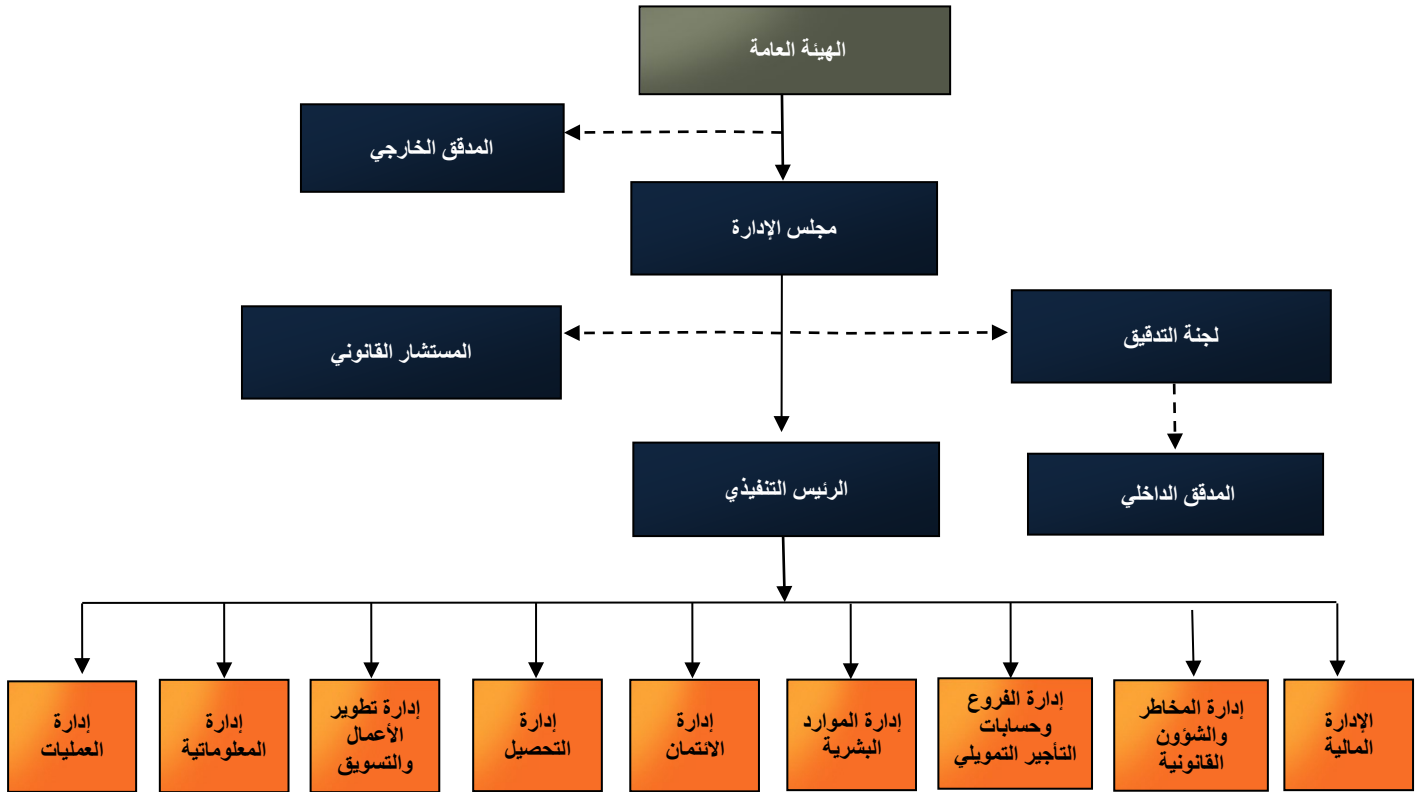 الهيئة العامة
المدقق الخارجي
مجلس الإدارة
لجنة التدقيق
المستشار القانوني
المدقق الداخلي
الرئيس التنفيذي
الإدارة
المالية
إدارة المخاطر
والشؤون
القانونية
إدارة الفروع
وحسابات
التأجير التمويلي
إدارة الموارد
البشرية
إدارة
الائتمان
إدارة
التحصيل
إدارة تطوير
الأعمال
والتسويق
إدارة
المعلوماتية
إدارة
العمليات